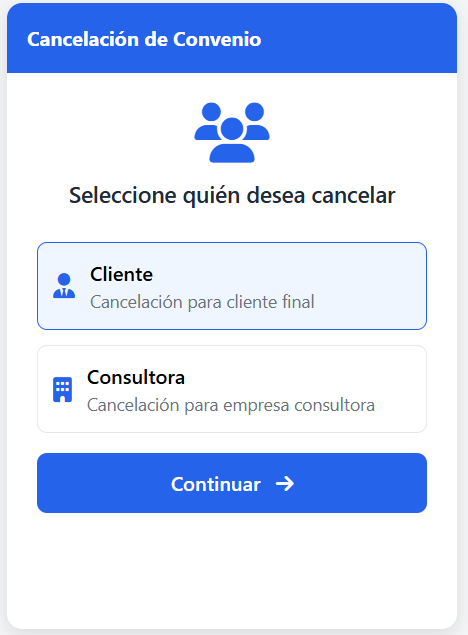 Cancelación de Convenio
Seleccione quién desea cancelar
Cliente
Cancelación para cliente final
Consultora
Cancelación para empresa consultora
Continuar